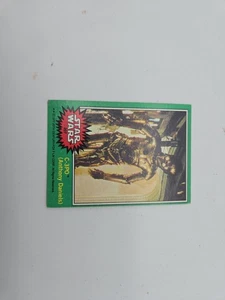 STAR
WARS
C-3PO
(Anthony Daniels)